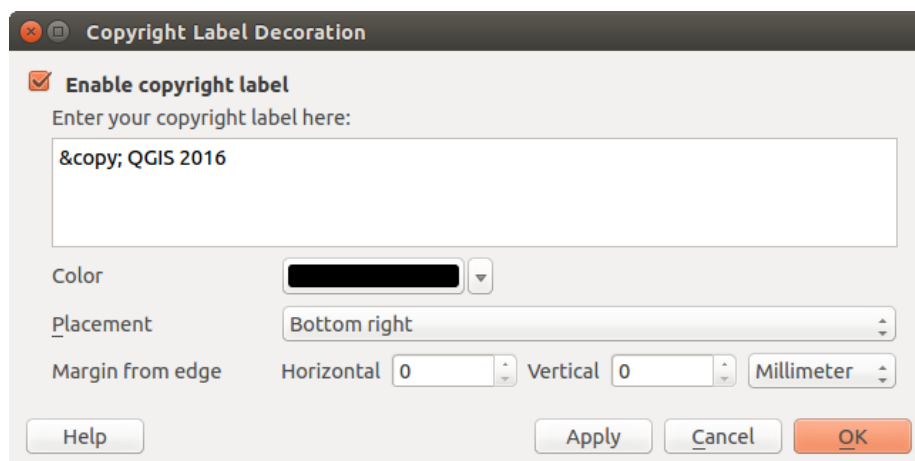 Copyright Label Decoration
Enable copyright label
Enter your copyright label here:
&copy; QGIS 2016
Color
Placement Bottom right
Margin from edge Horizontal 0 Vertical 0 Millimeter
Help Apply Cancel OK